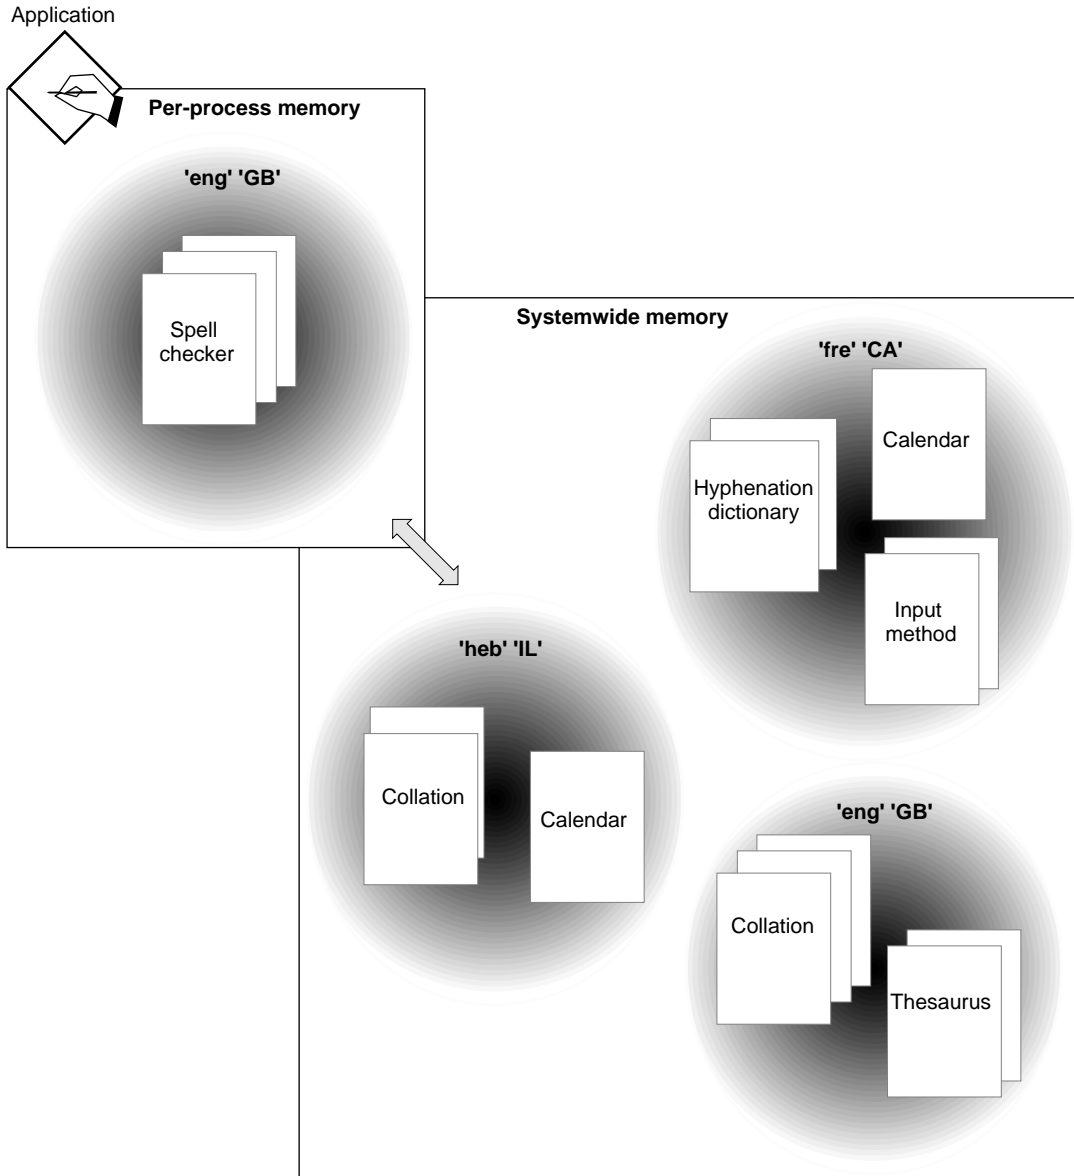 Application
Per-process memory
'eng' 'GB'
Spell
checker
Systemwide memory
'fre' 'CA'
Calendar
Hyphenation
dictionary
Input
method
'heb' 'IL'
Collation
Calendar
'eng' 'GB'
Collation
Thesaurus